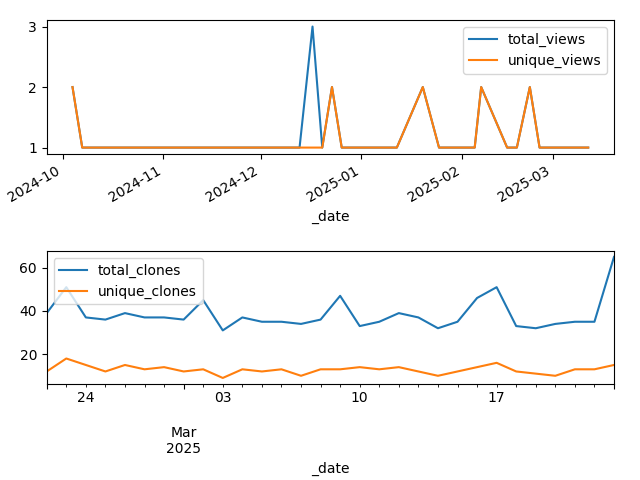 3
2
1
total_views
unique_views
2024-10
2024-11
2024-12
2025-01
2025-02
2025-03
_date
60
40
20
total_clones
unique_clones
24
03
10
17
Mar
2025
_date